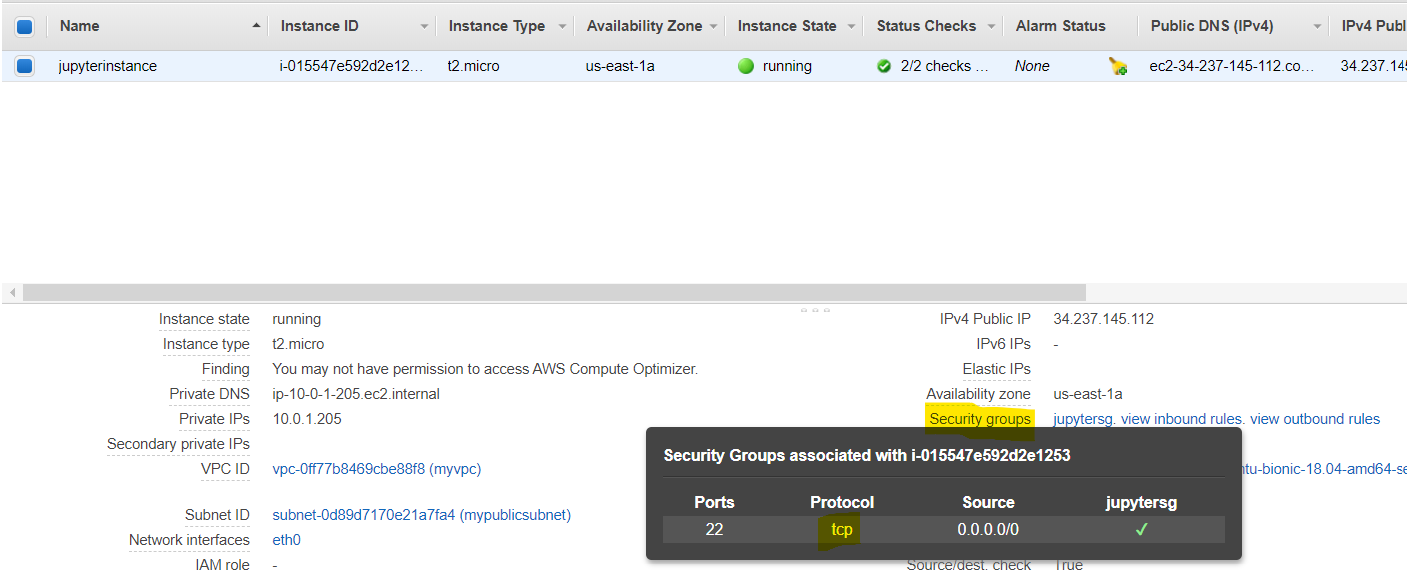 Name Instance ID Instance Type Availability Zone Instance State Status Checks Alarm Status Public DNS (IPv4) IPv4 Publ
jupyterinstance i-015547e592d2e12... t2.micro us-east-1a running 2/2 checks ... None ec2-34-237-145-112.co... 34.237.145
Instance state running IPv4 Public IP 34.237.145.112
Instance type t2.micro IPv6 IPs -
Finding You may not have permission to access AWS Compute Optimizer. Elastic IPs
Private DNS ip-10-0-1-205.ec2.internal Availability zone us-east-1a
Private IPs 10.0.1.205 Security groups jupytersg. view inbound rules. view outbound rules
Secondary private IPs
Security Groups associated with i-015547e592d2e1253
VPC ID vpc-0ff77b8469cbe88f8 (myvpc) ntu-bionic-18.04-amd64-se
Ports Protocol Source jupytersg
Subnet ID subnet-0d89d7170e21a7fa4 (mypublicsubnet)
22 tcp 0.0.0.0/0 ✓
Network interfaces eth0
IAM role - Source/dest. check True